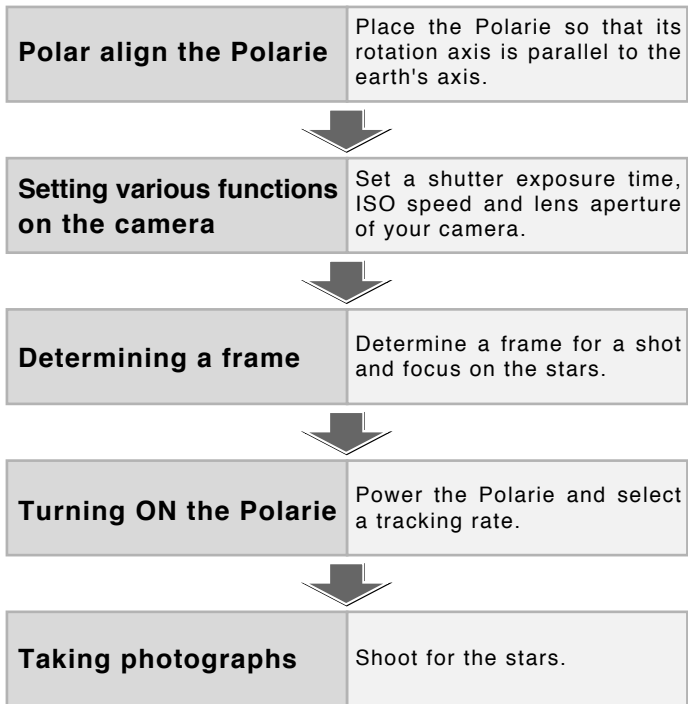 Polar align the Polarie
Place the Polarie so that its
rotation axis is parallel to the
earth's axis.
Setting various functions
on the camera
Set a shutter exposure time,
ISO speed and lens aperture
of your camera.
Determining a frame
Determine a frame for a shot
and focus on the stars.
Turning ON the Polarie
Power the Polarie and select
a tracking rate.
Taking photographs
Shoot for the stars.